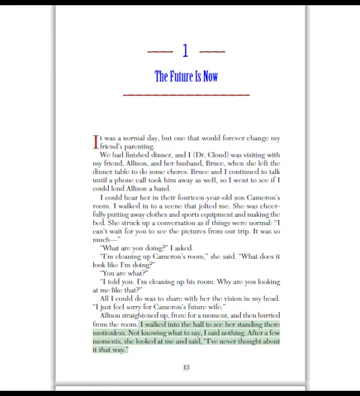 1
The Future Is Now
It was a normal day, but one that would forever change my
friend's parenting.
We had finished dinner, and I (Dr. Cloud) was visiting with
my friend, Allison, and her husband, Bruce, when she left the
dinner table to do some chores. Bruce and I continued to talk
until a phone call took him away as well, so I went to see if I
could lend Allison a hand.
I could hear her in their fourteen-year-old son Cameron's
room. I walked in to a scene that jolted me. She was cheer-
fully putting away clothes and sports equipment and making the
bed. She struck up a conversation as if things were normal: "I
can't wait for you to see the pictures from our trip. It was so
much—"
"What are you doing?" I asked.
"I'm cleaning up Cameron's room," she said. "What does it
look like I'm doing?"
"You are what?"
"I told you. I'm cleaning up his room. Why are you looking
at me like that?"
All I could do was to share with her the vision in my head.
"I just feel sorry for Cameron's future wife."
Allison straightened up, froze for a moment, and then hurried
from the room. I walked into the hall to see her standing there
motionless. Not knowing what to say, I said nothing. After a few
moments, she looked at me and said, "I've never thought about
it that way."
13